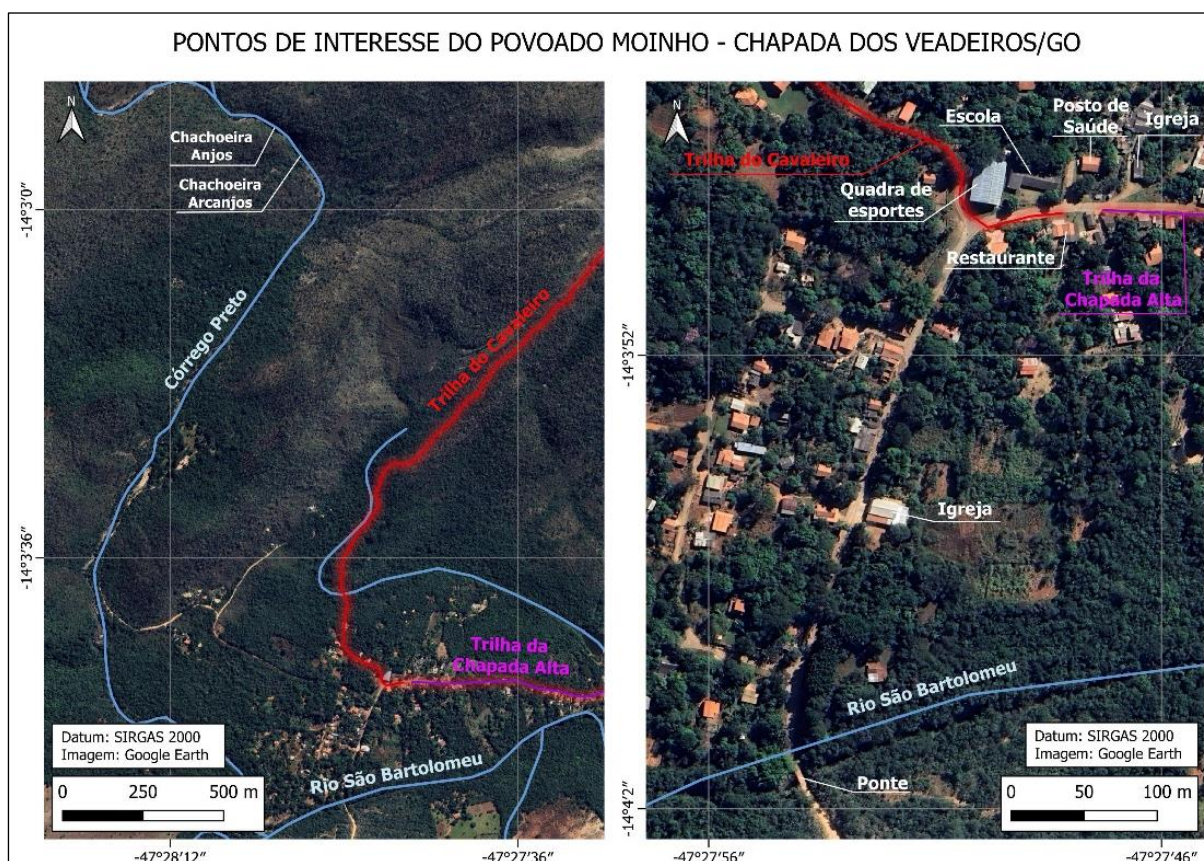 PONTOS DE INTERESSE DO POVOADO MOINHO - CHAPADA DOS VEADEIROS/GO
N
Chachoeira
Anjos
Chachoeira
Arcanjos
-14°3′0″
Córrego Preto
Trilha do Cavaleiro
-14°3′36″
Trilha da
Chapada Alta
Rio São Bartolomeu
Datum: SIRGAS 2000
Imagem: Google Earth
0 250 500 m
-47°28′12″ -47°27′36″
N
Trilha do Cavaleiro
Escola
Posto de
Saúde
Igreja
Quadra de
esportes
Restaurante
Trilha da
Chapada Alta
-14°3′52″
Igreja
Rio São Bartolomeu
Ponte
Datum: SIRGAS 2000
Imagem: Google Earth
0 50 100 m
-14°4′2″
-47°27′56″ -47°27′46″